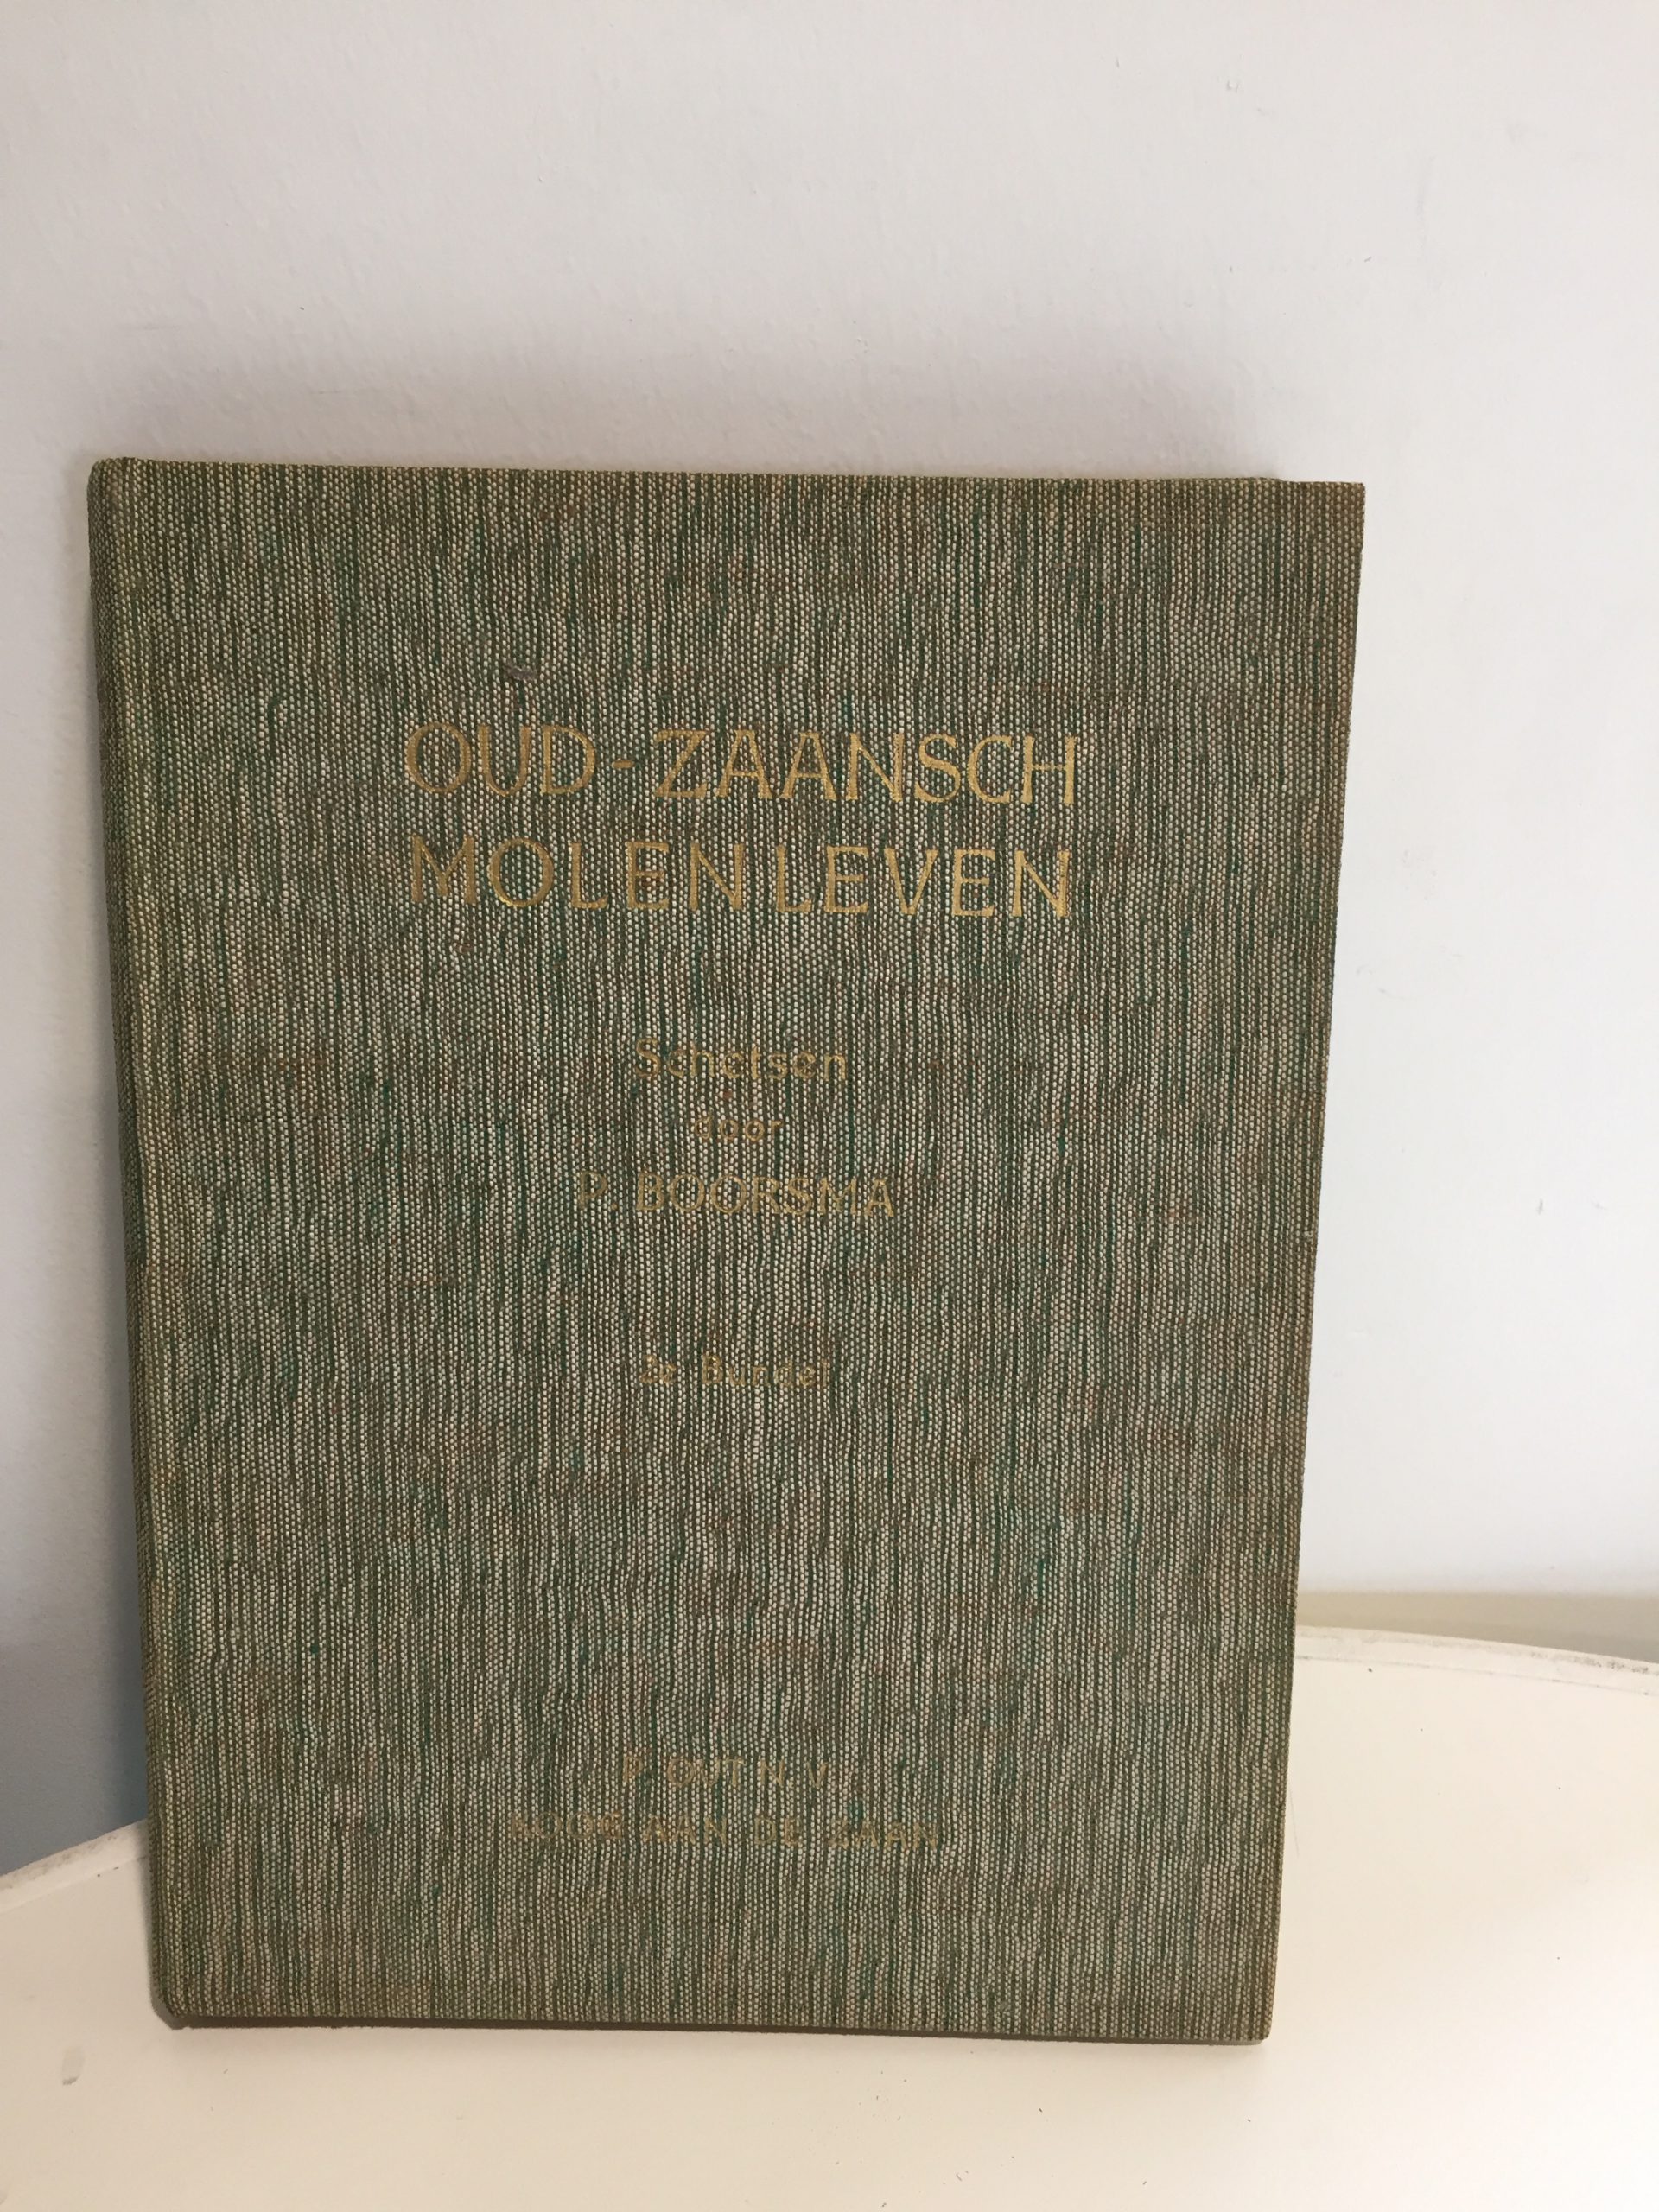 OUD-ZAANSCH
MOLENLEVEN
Schetsen
door
P. BOORSMA
2e Bundel
P. OUT N.V.
KOOG AAN DE ZAAN